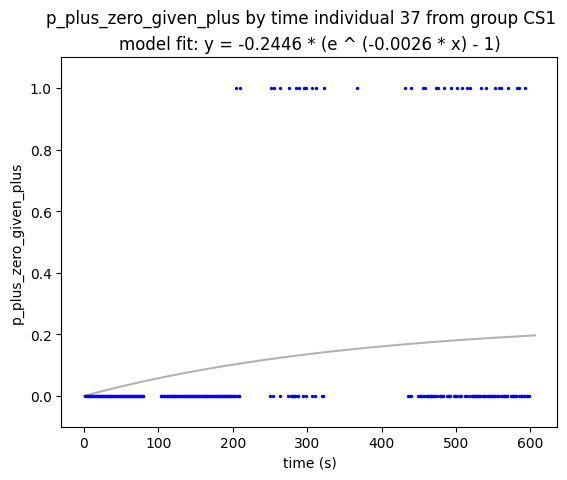 p_plus_zero_given_plus by time individual 37 from group CS1
model fit: y = -0.2446 * (e ^ (-0.0026 * x) - 1)
1.0
0.8
0.6
0.4
0.2
0.0
p_plus_zero_given_plus
0 100 200 300 400 500 600
time (s)